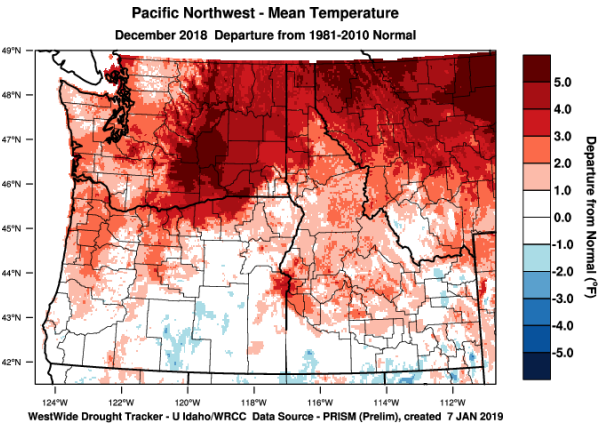 Pacific Northwest - Mean Temperature
December 2018 Departure from 1981-2010 Normal
49°N
48°N
47°N
46°N
45°N
44°N
43°N
42°N
124°W
122°W
120°W
118°W
116°W
114°W
112°W
5.0
4.0
3.0
2.0
1.0
0.0
-1.0
-2.0
-3.0
-4.0
-5.0
Departure from Normal (°F)
WestWide Drought Tracker - U Idaho/WRCC Data Source - PRISM (Prelim), created 7 JAN 2019